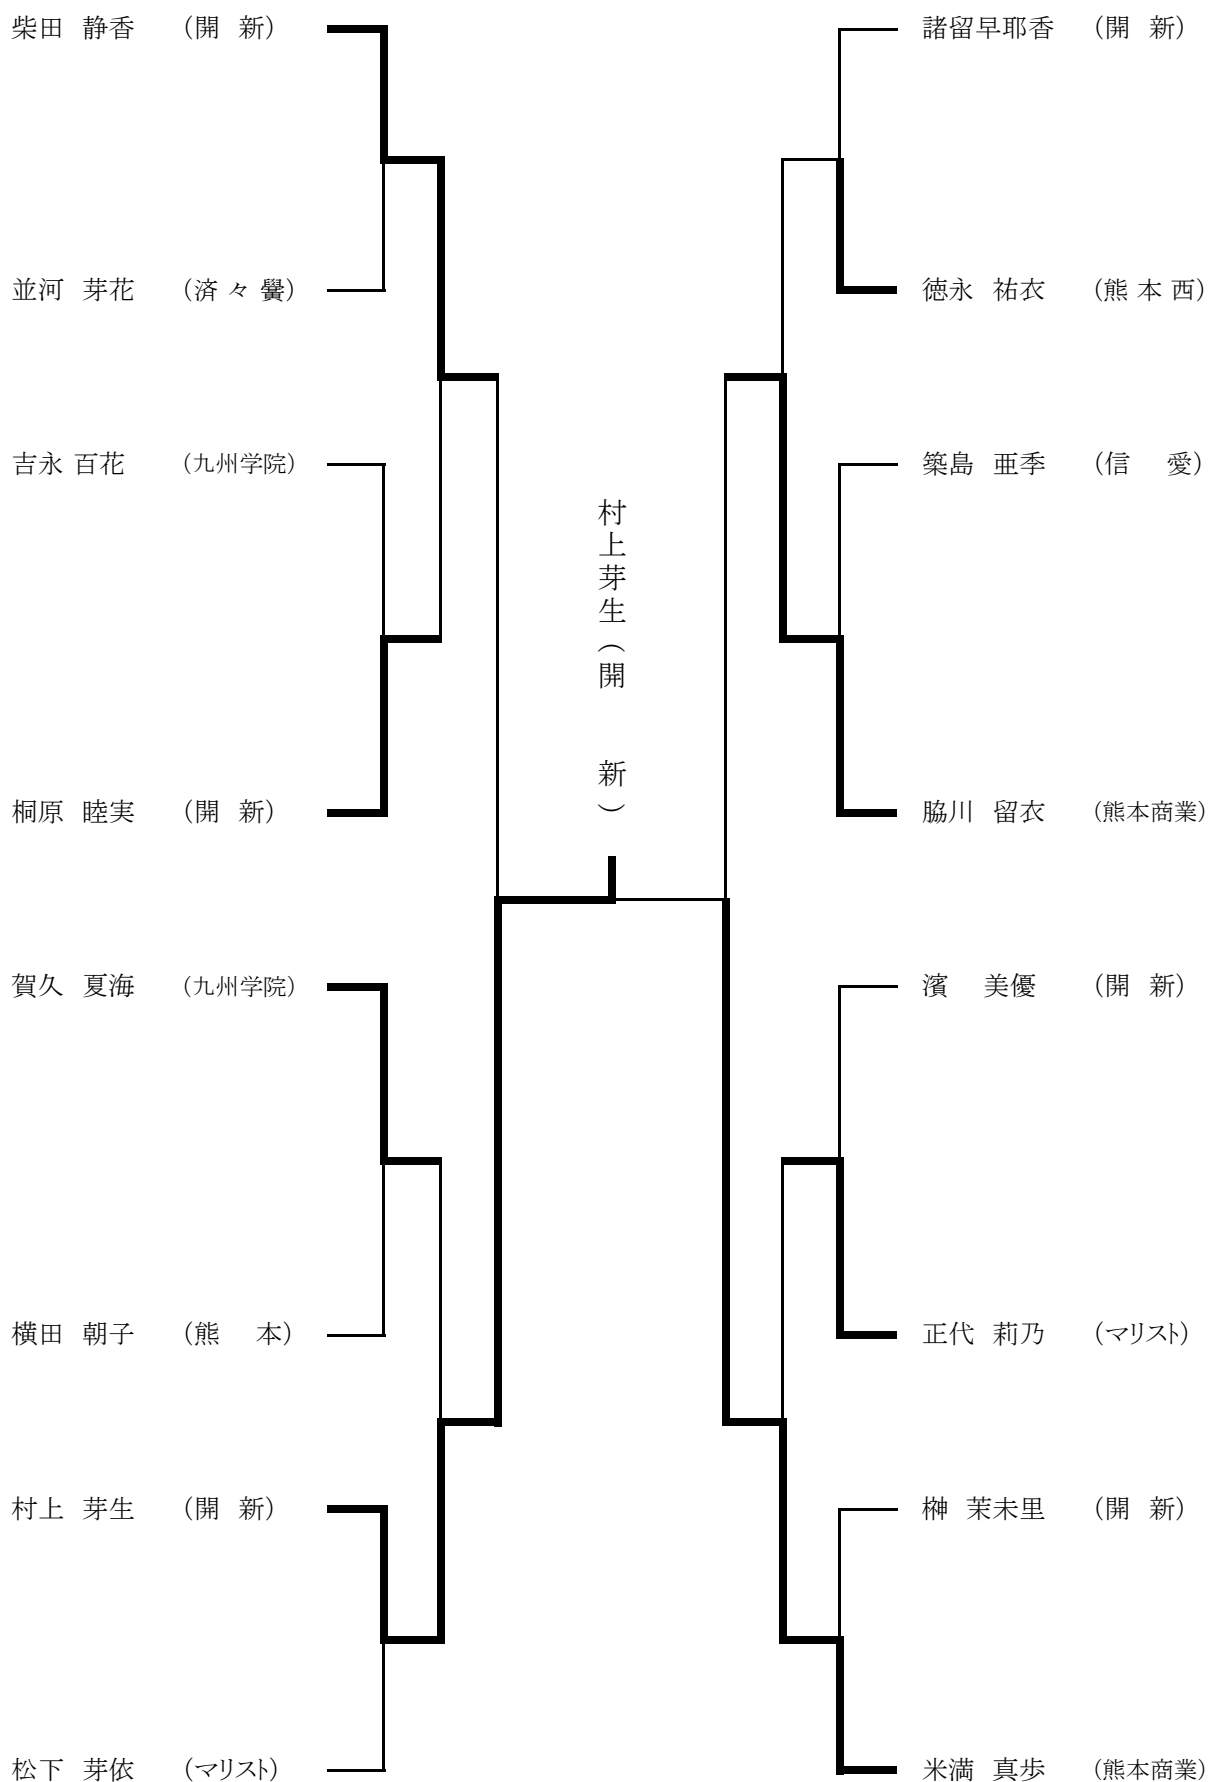 柴田 静香 （開 新）
並河 芽花 （済 々 黌）
吉永 百花 （九州学院）
桐原 睦実 （開 新）
賀久 夏海 （九州学院）
横田 朝子 （熊 本）
村上 芽生 （開 新）
松下 芽依 （マリスト）
村上芽生（開 新）
諸留早耶香 （開 新）
徳永 祐衣 （熊 本 西）
築島 亜季 （信 愛）
脇川 留衣 （熊本商業）
濱 美優 （開 新）
正代 莉乃 （マリスト）
榊 茉未里 （開 新）
米満 真歩 （熊本商業）